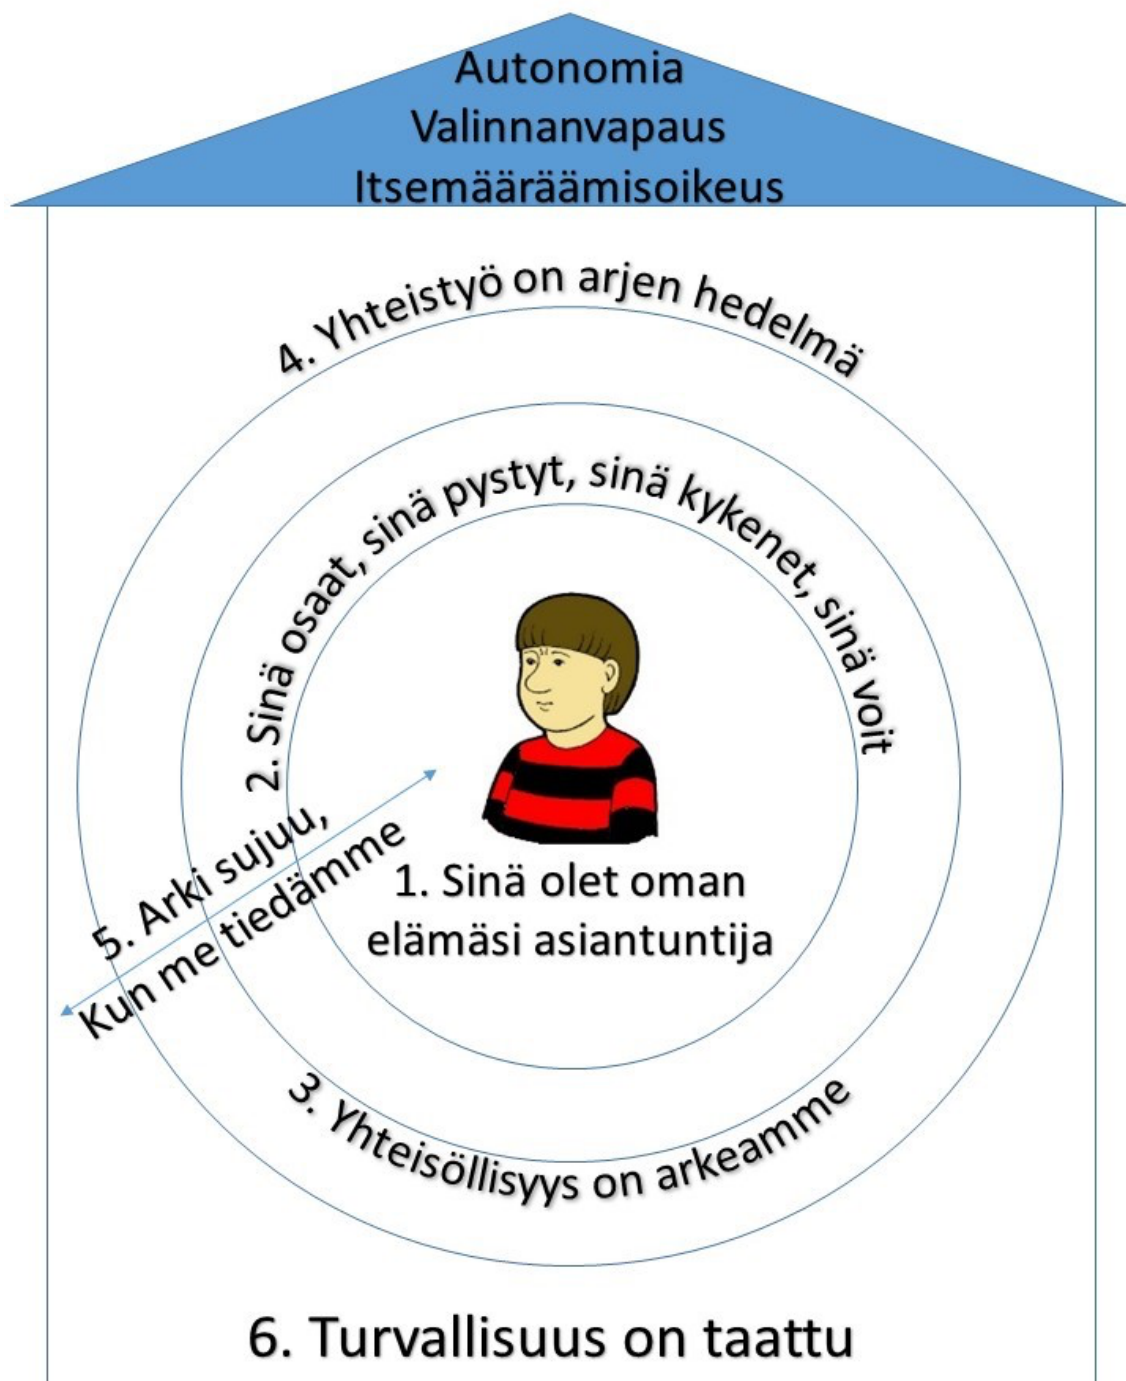 Autonomia
Valinnanvapaus
Itsemääräämisoikeus
4. Yhteistyö on arjen hedelmä
2. Sinä osaat, sinä pystyt, sinä kykenet, sinä voit
5. Arki sujuu,
Kun me tiedämme
1. Sinä olet oman
elämäsi asiantuntija
3. Yhteisöllisyys on arkeamme
6. Turvallisuus on taattu